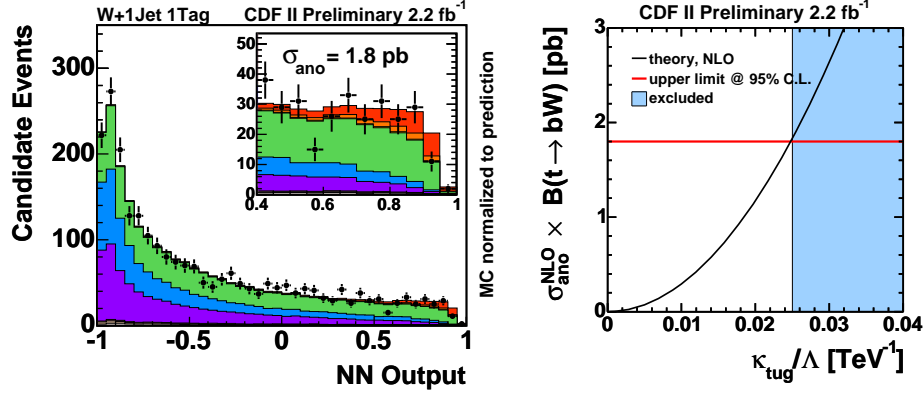 W+1Jet 1Tag
CDF II Preliminary 2.2 fb⁻¹
Candidate Events
300
200
100
0
-1
-0.5
0
0.5
1
NN Output
σ_ano = 1.8 pb
50
40
30
20
10
0
0.4
0.6
0.8
1
MC normalized to prediction
CDF II Preliminary 2.2 fb⁻¹
σ_ano^NLO × B(t → bW) [pb]
3
2
1
0
theory, NLO
upper limit @ 95% C.L.
excluded
0
0.01
0.02
0.03
0.04
κ_tug/Λ [TeV⁻¹]